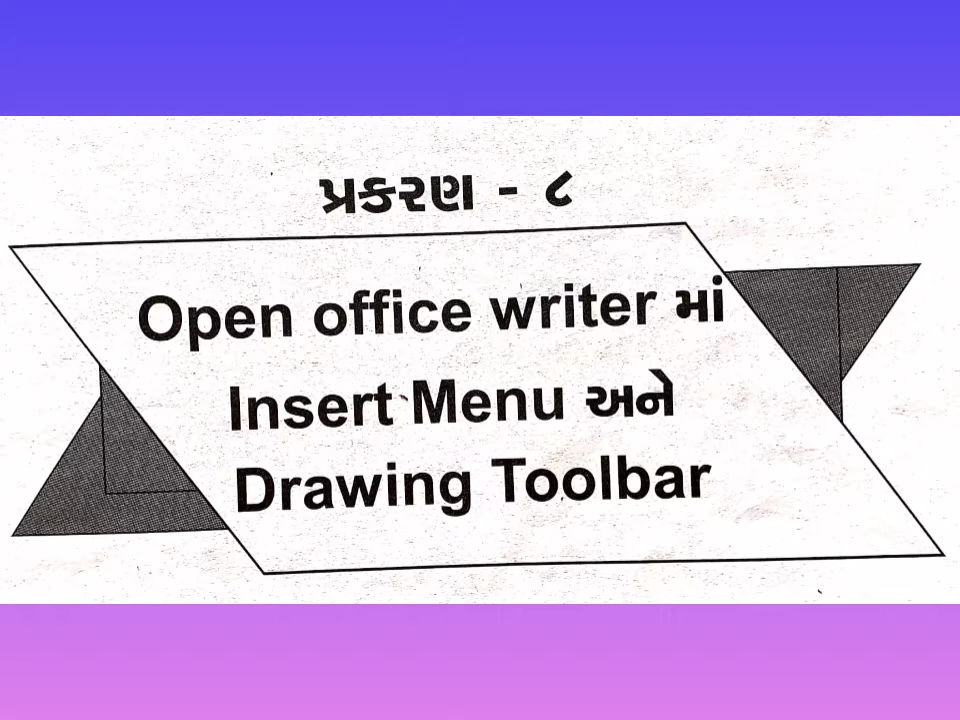 પ્રકરણ - ૮
Open office writer માં
Insert Menu અને
Drawing Toolbar